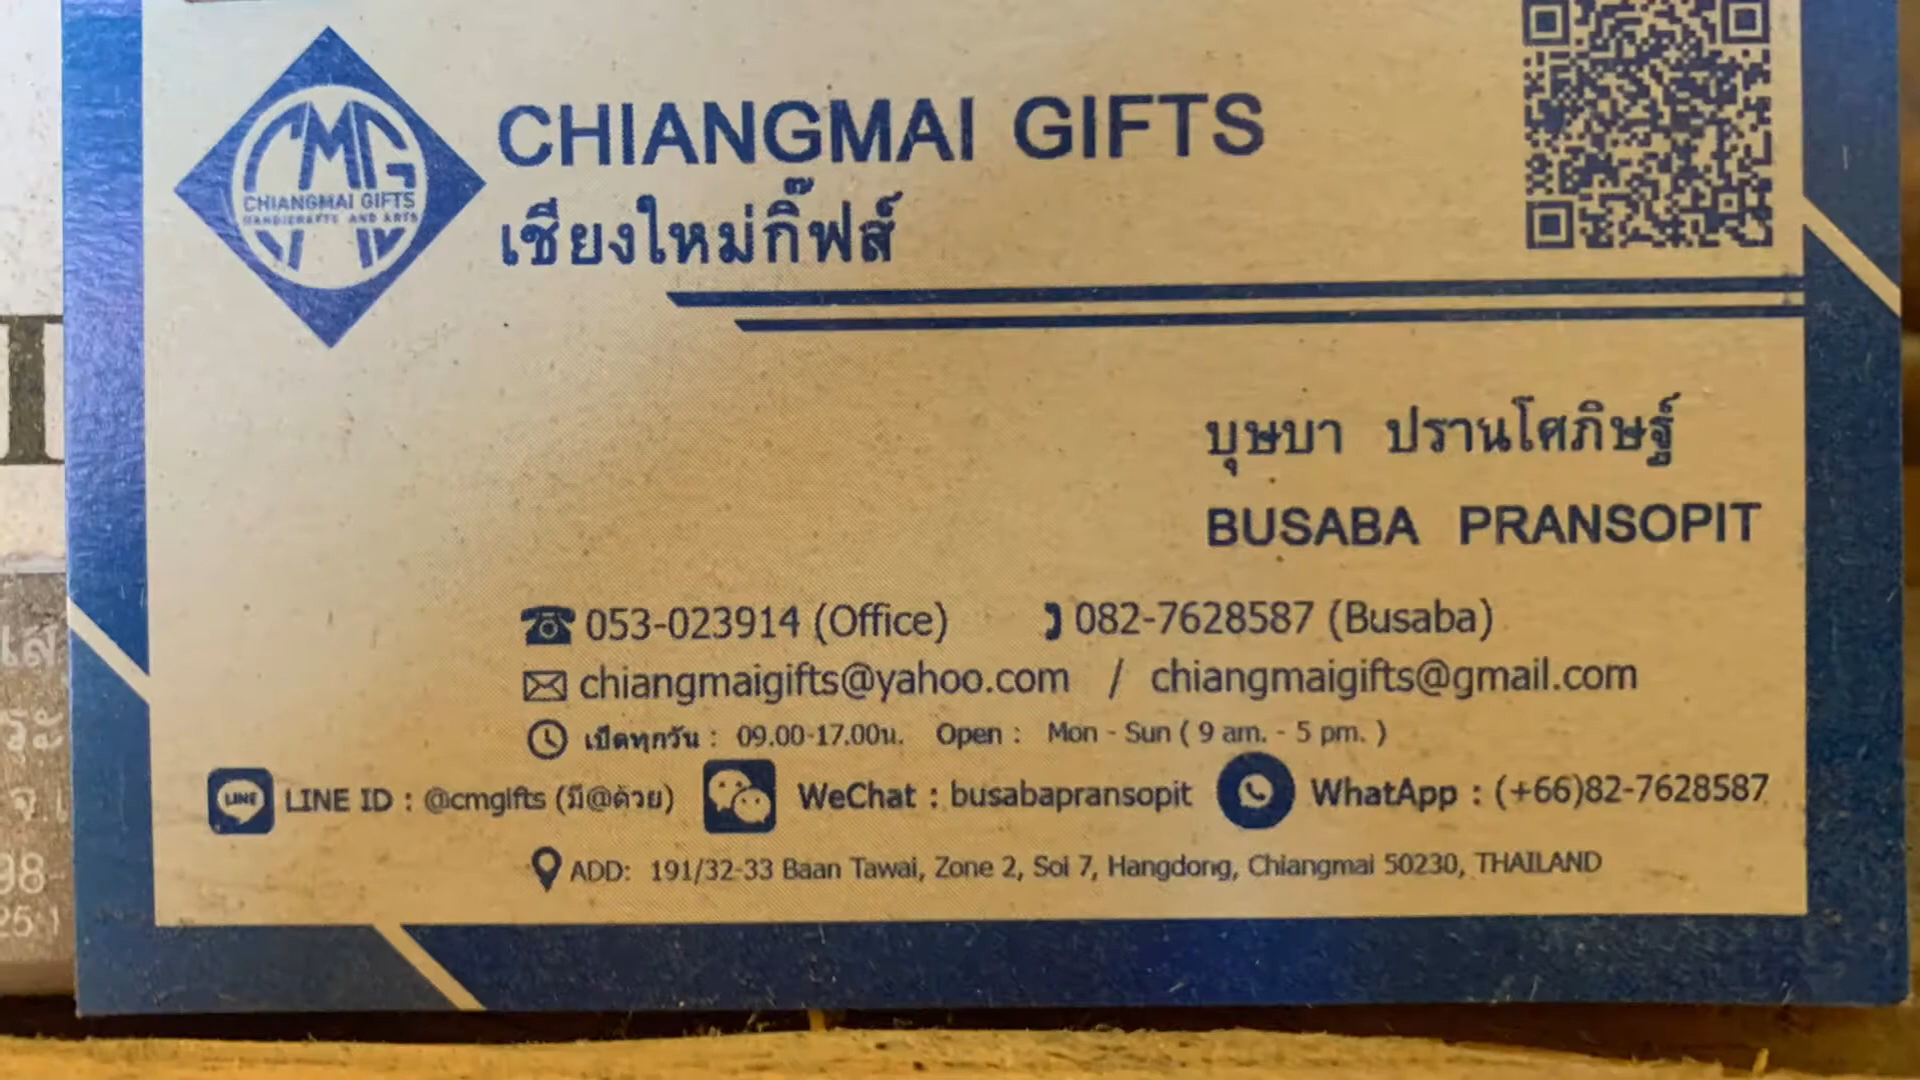 CMG
CHIANGMAI GIFTS
HANDICRAFTS AND ARTS
CHIANGMAI GIFTS
เชียงใหม่กิ๊ฟส์
บุษบา ปรานโศภิษฐ์
BUSABA PRANSOPIT
053-023914 (Office) 082-7628587 (Busaba)
chiangmaigifts@yahoo.com / chiangmaigifts@gmail.com
เปิดทุกวัน : 09.00-17.00น. Open : Mon - Sun ( 9 am. - 5 pm. )
LINE LINE ID : @cmgifts (มี@ด้วย) WeChat : busabapransopit WhatApp : (+66)82-7628587
ADD: 191/32-33 Baan Tawai, Zone 2, Soi 7, Hangdong, Chiangmai 50230, THAILAND